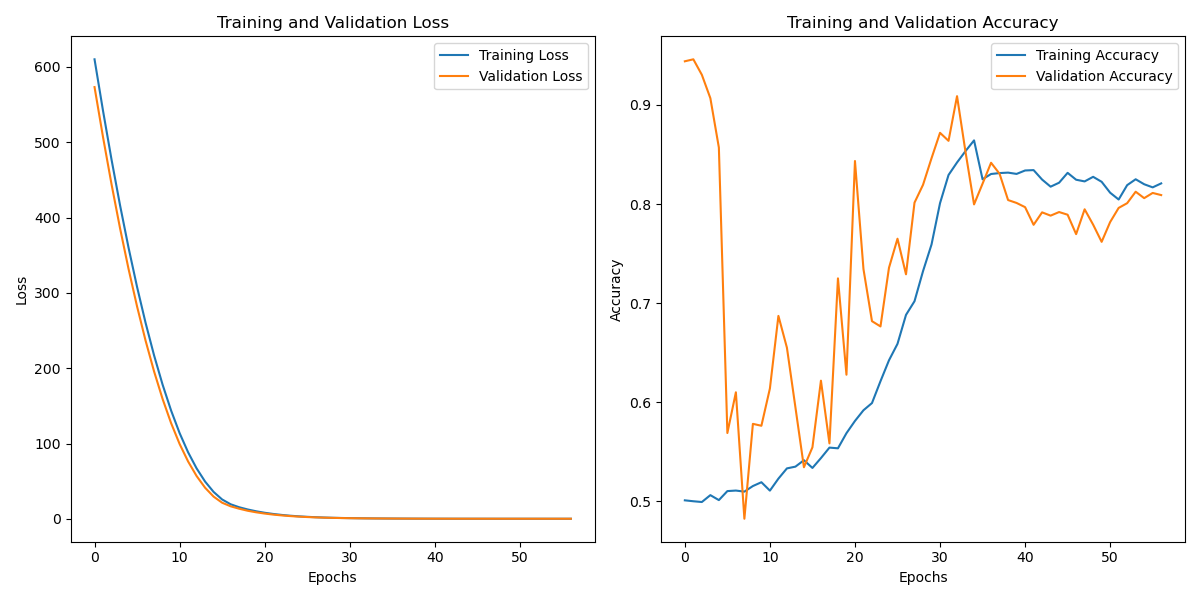 Training and Validation Loss
Training Loss
Validation Loss
600
500
400
300
200
100
0
Loss
0 10 20 30 40 50
Epochs
Training and Validation Accuracy
Training Accuracy
Validation Accuracy
0.9
0.8
0.7
0.6
0.5
Accuracy
0 10 20 30 40 50
Epochs